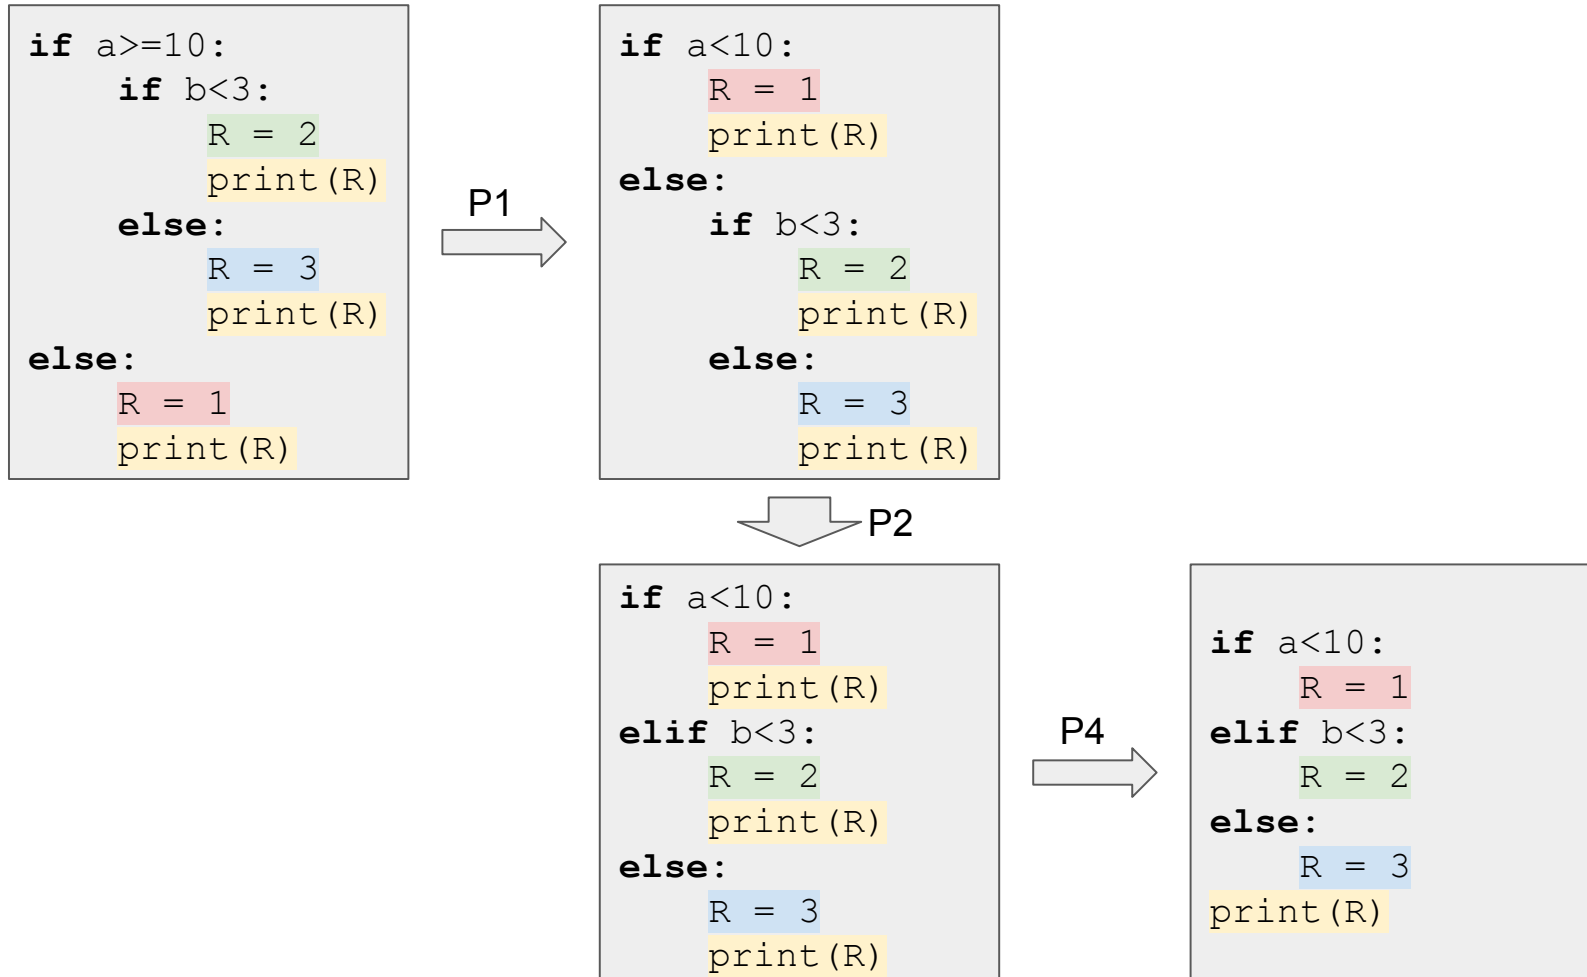 if a>=10:
    if b<3:
        R = 2
        print(R)
    else:
        R = 3
        print(R)
else:
    R = 1
    print(R)
P1
if a<10:
    R = 1
    print(R)
else:
    if b<3:
        R = 2
        print(R)
    else:
        R = 3
        print(R)
P2
if a<10:
    R = 1
    print(R)
elif b<3:
    R = 2
    print(R)
else:
    R = 3
    print(R)
P4
if a<10:
    R = 1
elif b<3:
    R = 2
else:
    R = 3
print(R)